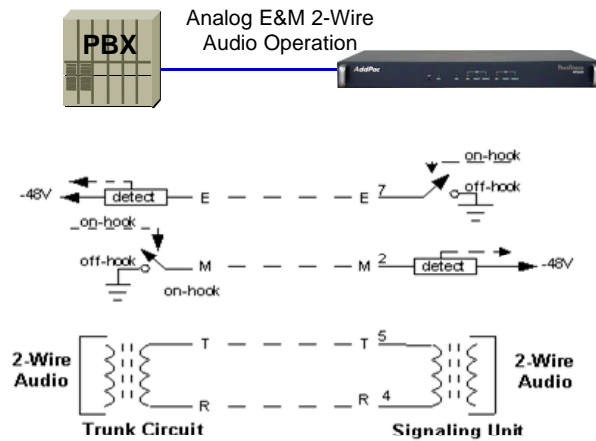 Analog E&M 2-Wire
Audio Operation
PBX
AddPac
on-hook
-48V detect E E 7 off-hook
on-hook
off-hook M M 2 detect -48V
on-hook
T T 5
2-Wire
Audio
2-Wire
Audio
R R 4
Trunk Circuit Signaling Unit